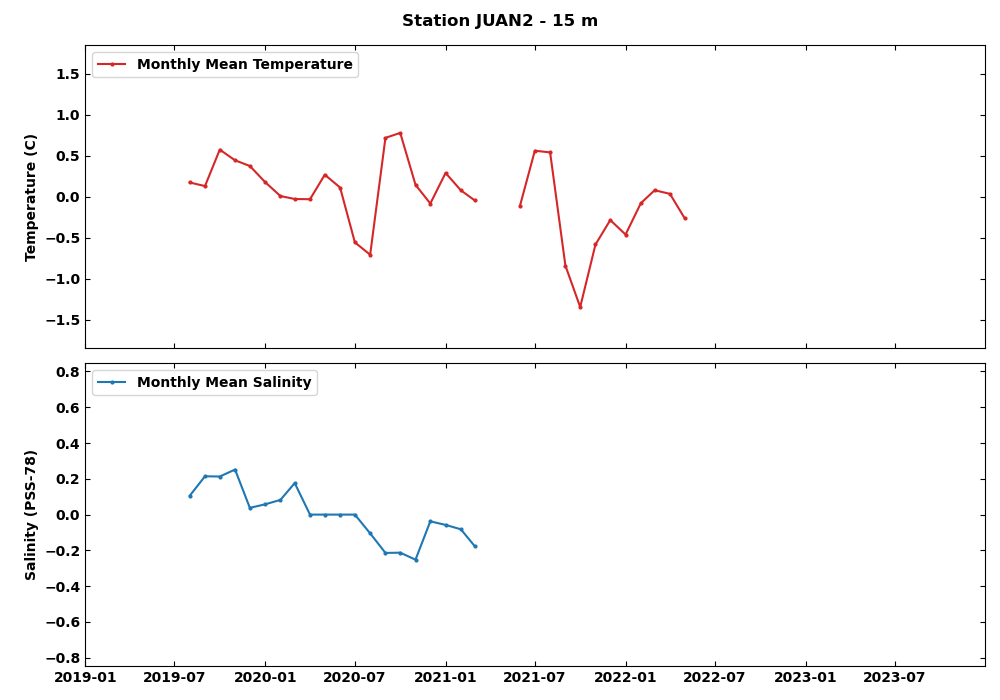 Station JUAN2 - 15 m
Monthly Mean Temperature
Temperature (C)
1.5
1.0
0.5
0.0
−0.5
−1.0
−1.5
Monthly Mean Salinity
Salinity (PSS-78)
0.8
0.6
0.4
0.2
0.0
−0.2
−0.4
−0.6
−0.8
2019-01 2019-07 2020-01 2020-07 2021-01 2021-07 2022-01 2022-07 2023-01 2023-07